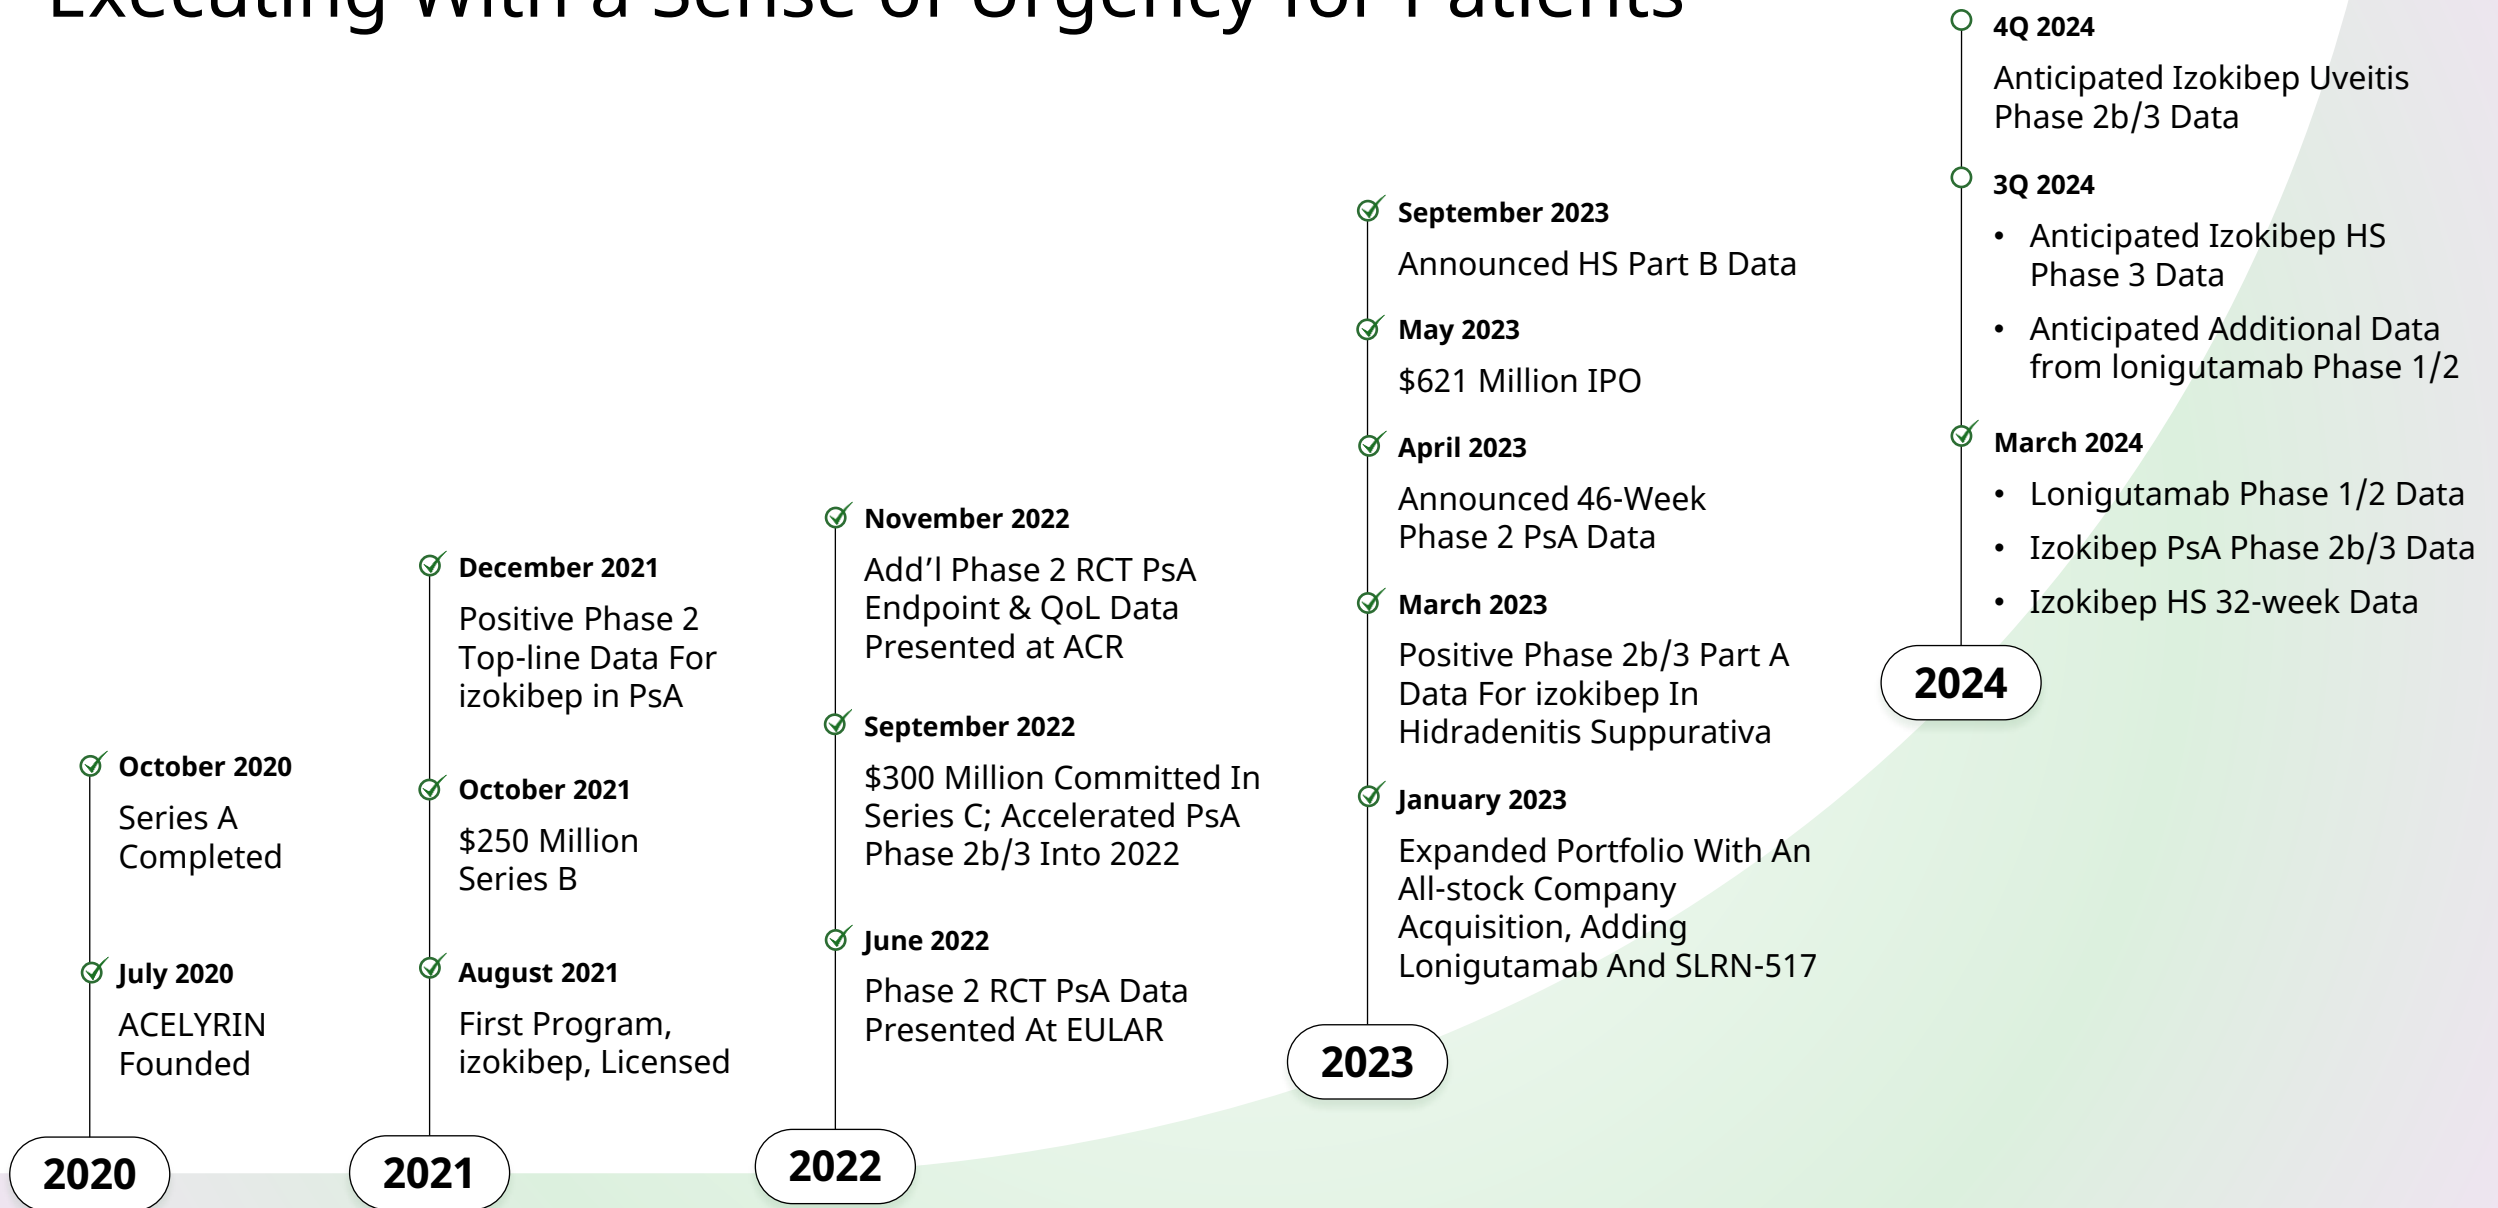 Executing With a Sense of Urgency for Patients
October 2020
Series A
Completed
July 2020
ACELYRIN
Founded
2020
December 2021
Positive Phase 2
Top-line Data For
izokibep in PsA
October 2021
$250 Million
Series B
August 2021
First Program,
izokibep, Licensed
2021
November 2022
Add’l Phase 2 RCT PsA
Endpoint & QoL Data
Presented at ACR
September 2022
$300 Million Committed In
Series C; Accelerated PsA
Phase 2b/3 Into 2022
June 2022
Phase 2 RCT PsA Data
Presented At EULAR
2022
September 2023
Announced HS Part B Data
May 2023
$621 Million IPO
April 2023
Announced 46-Week
Phase 2 PsA Data
March 2023
Positive Phase 2b/3 Part A
Data For izokibep In
Hidradenitis Suppurativa
January 2023
Expanded Portfolio With An
All-stock Company
Acquisition, Adding
Lonigutamab And SLRN-517
2023
4Q 2024
Anticipated Izokibep Uveitis
Phase 2b/3 Data
3Q 2024
• Anticipated Izokibep HS
Phase 3 Data
• Anticipated Additional Data
from lonigutamab Phase 1/2
March 2024
• Lonigutamab Phase 1/2 Data
• Izokibep PsA Phase 2b/3 Data
• Izokibep HS 32-week Data
2024